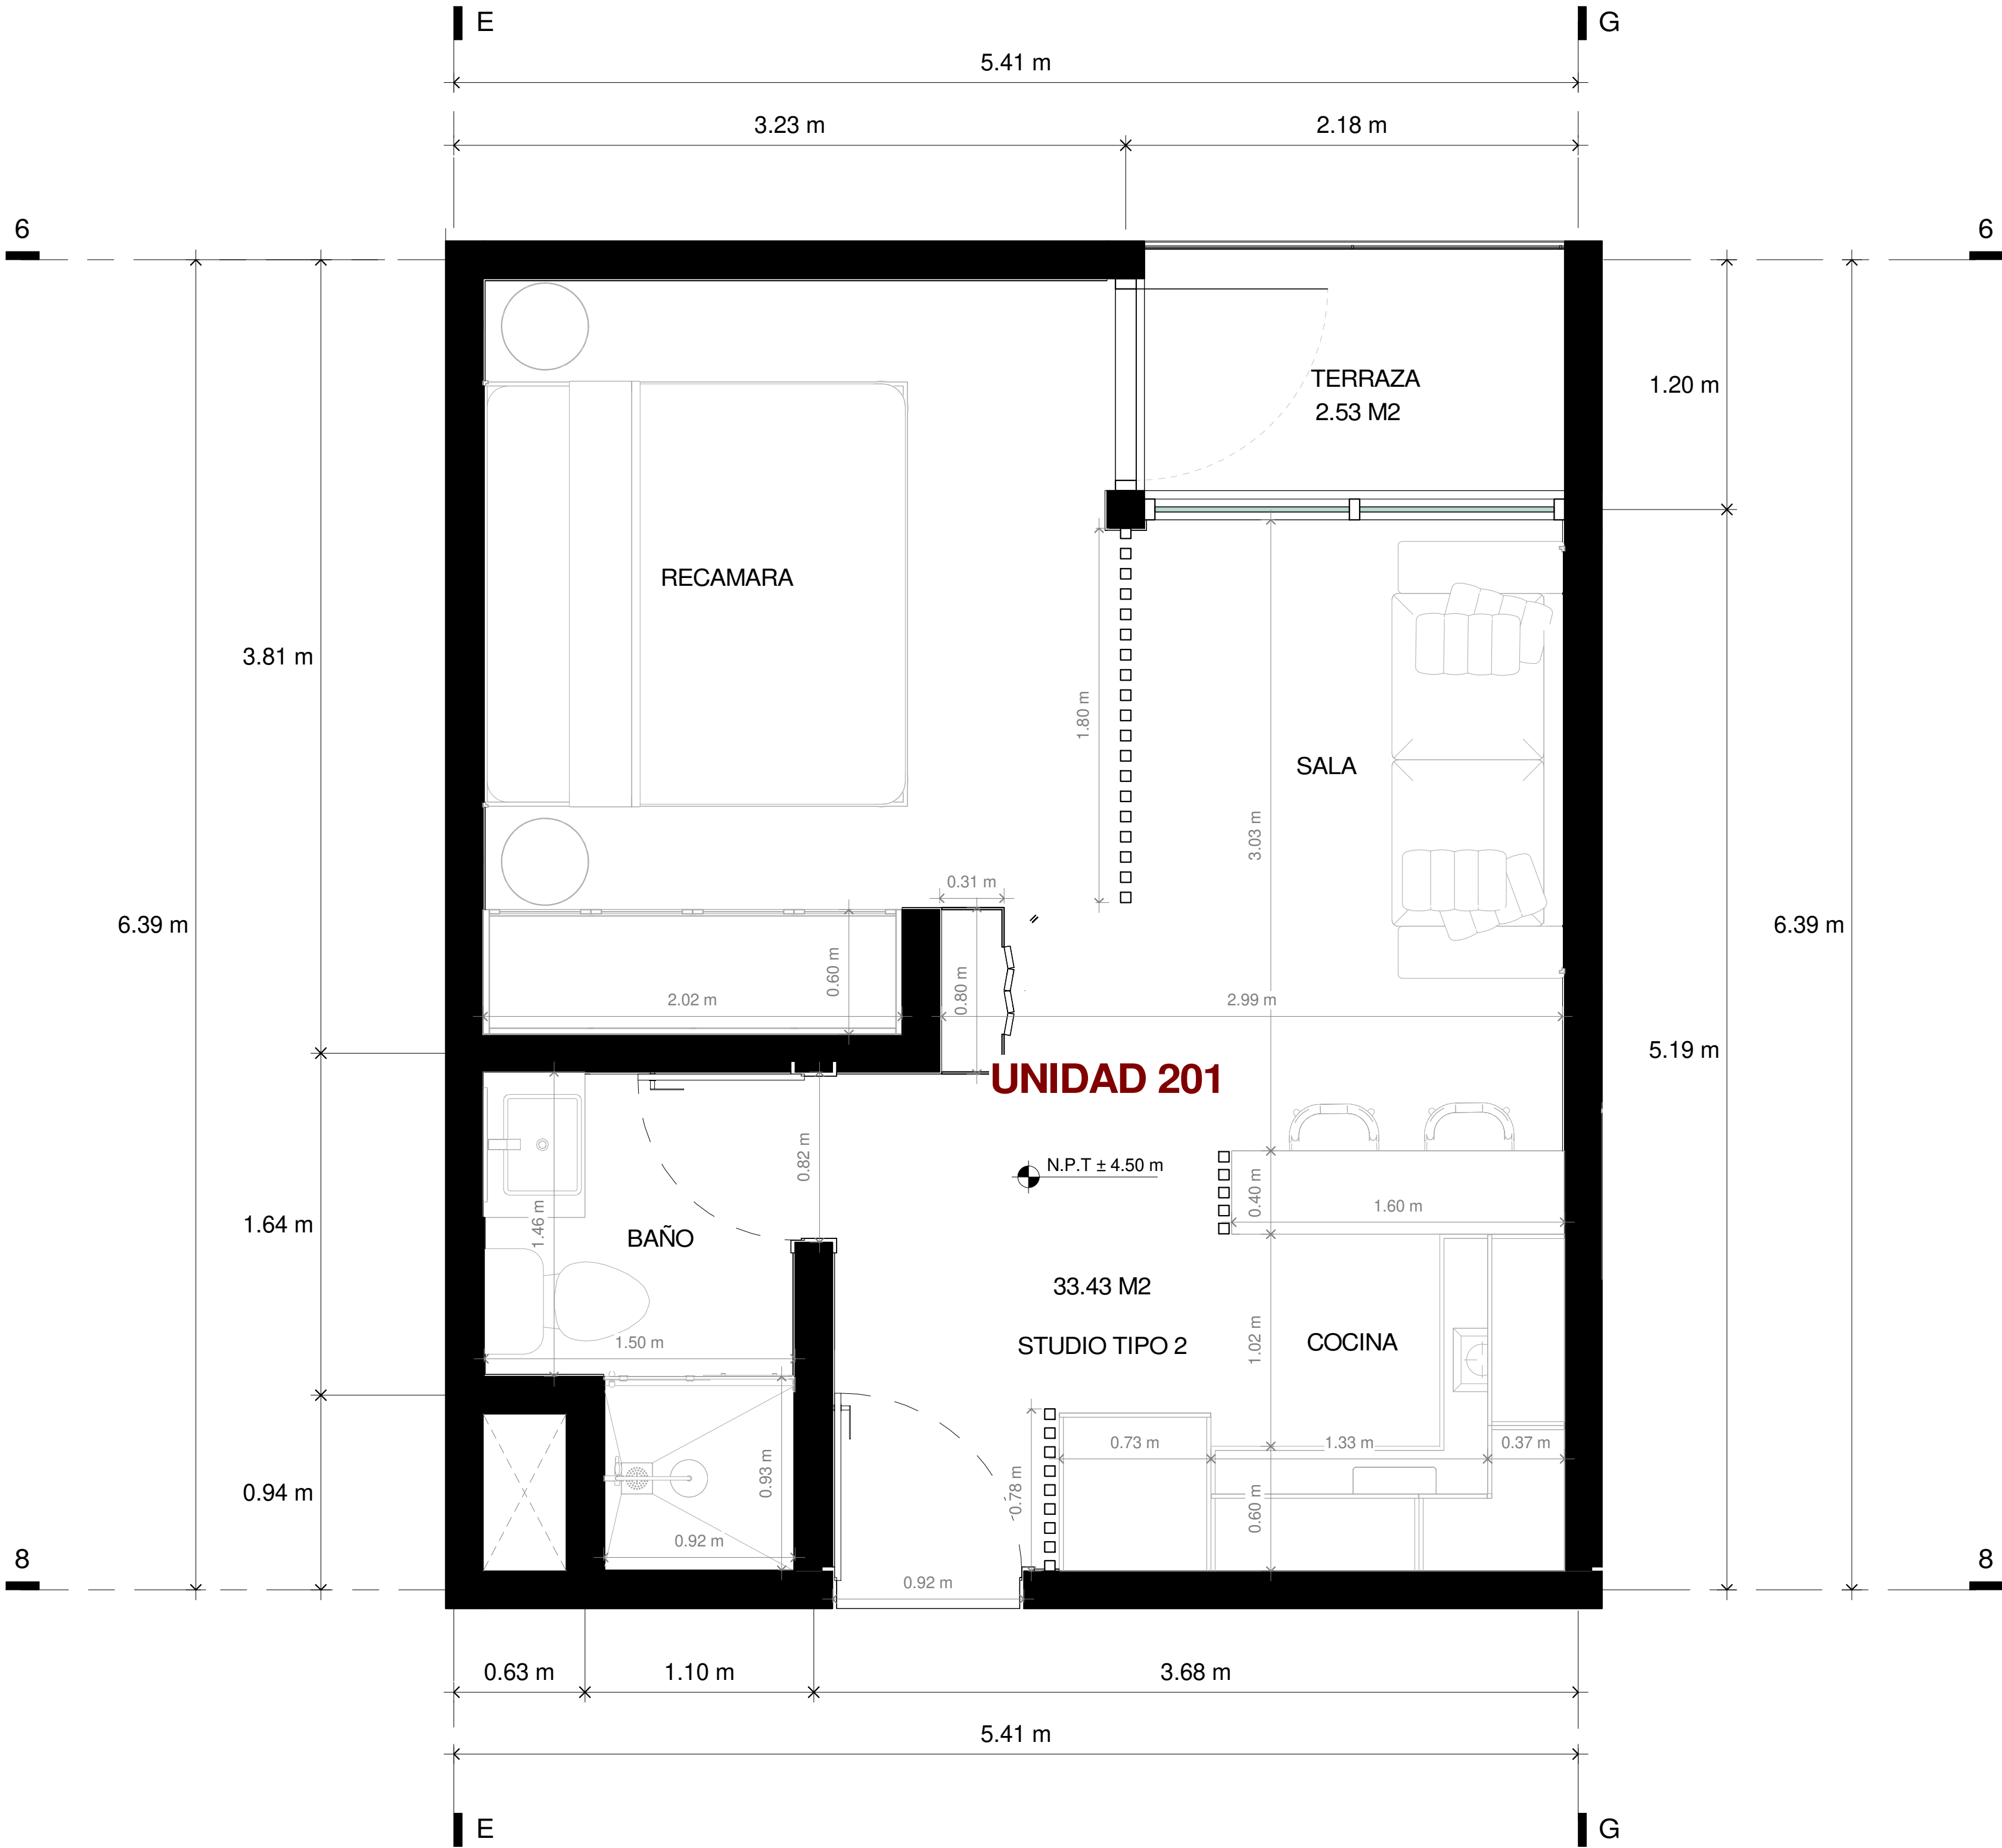 E
G
5.41 m
3.23 m
2.18 m
6
6
TERRAZA
2.53 M2
1.20 m
RECAMARA
3.81 m
1.80 m
SALA
3.03 m
0.31 m
6.39 m
6.39 m
0.60 m
0.80 m
2.02 m
2.99 m
5.19 m
UNIDAD 201
0.82 m
N.P.T ± 4.50 m
0.40 m
1.60 m
1.64 m
1.46 m
BAÑO
33.43 M2
1.50 m
STUDIO TIPO 2
1.02 m
COCINA
0.73 m
1.33 m
0.37 m
0.94 m
0.93 m
0.78 m
0.60 m
0.92 m
8
8
0.92 m
0.63 m
1.10 m
3.68 m
5.41 m
E
G